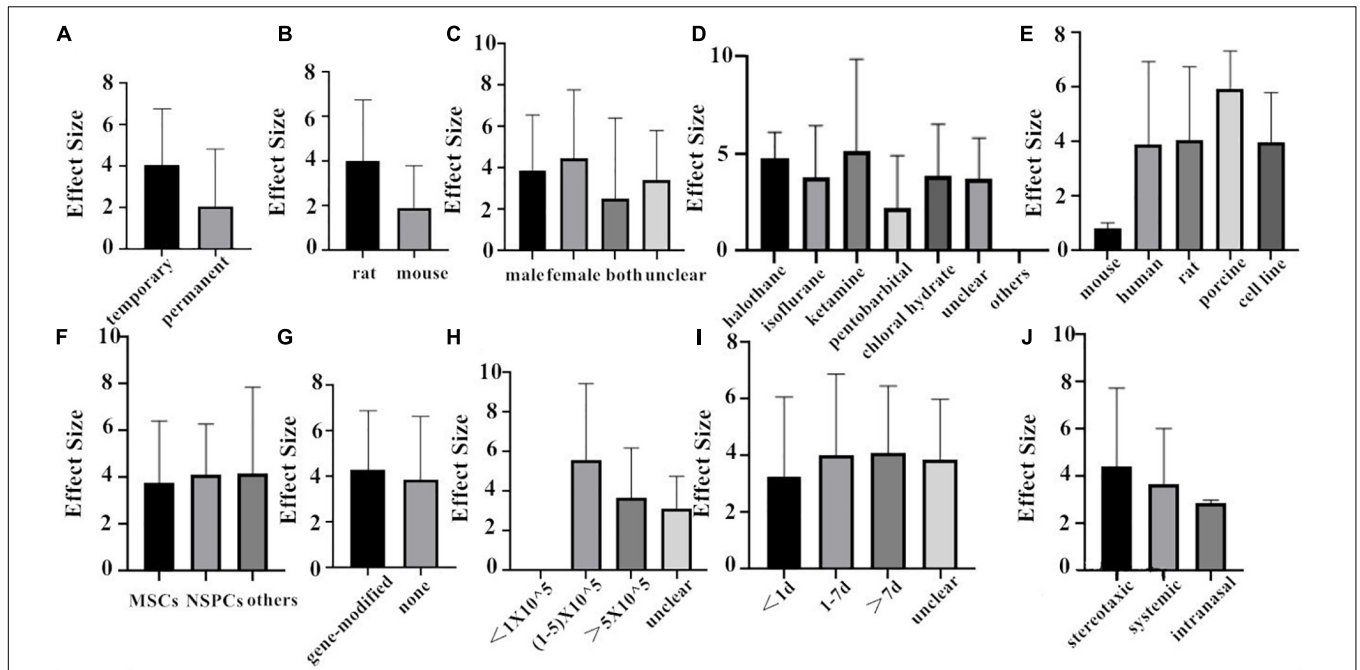 A
Effect Size
8
6
4
2
0
temporary
permanent
B
Effect Size
8
6
4
2
0
rat mouse
C
Effect Size
10
8
6
4
2
0
male female both unclear
D
Effect Size
10
5
0
halothane
isoflurane
ketamine
pentobarbital
chloral hydrate
unclear
others
E
Effect Size
8
6
4
2
0
mouse
human
rat
porcine
cell line
F
Effect Size
10
8
6
4
2
0
MSCs NSPCs others
G
Effect Size
8
6
4
2
0
gene-modified
none
H
Effect Size
10
8
6
4
2
0
<1X10^5
(1-5)X10^5
>5X10^5
unclear
I
Effect Size
8
6
4
2
0
<1d
1-7d
>7d
unclear
J
Effect Size
10
8
6
4
2
0
stereotaxic
systemic
intranasal